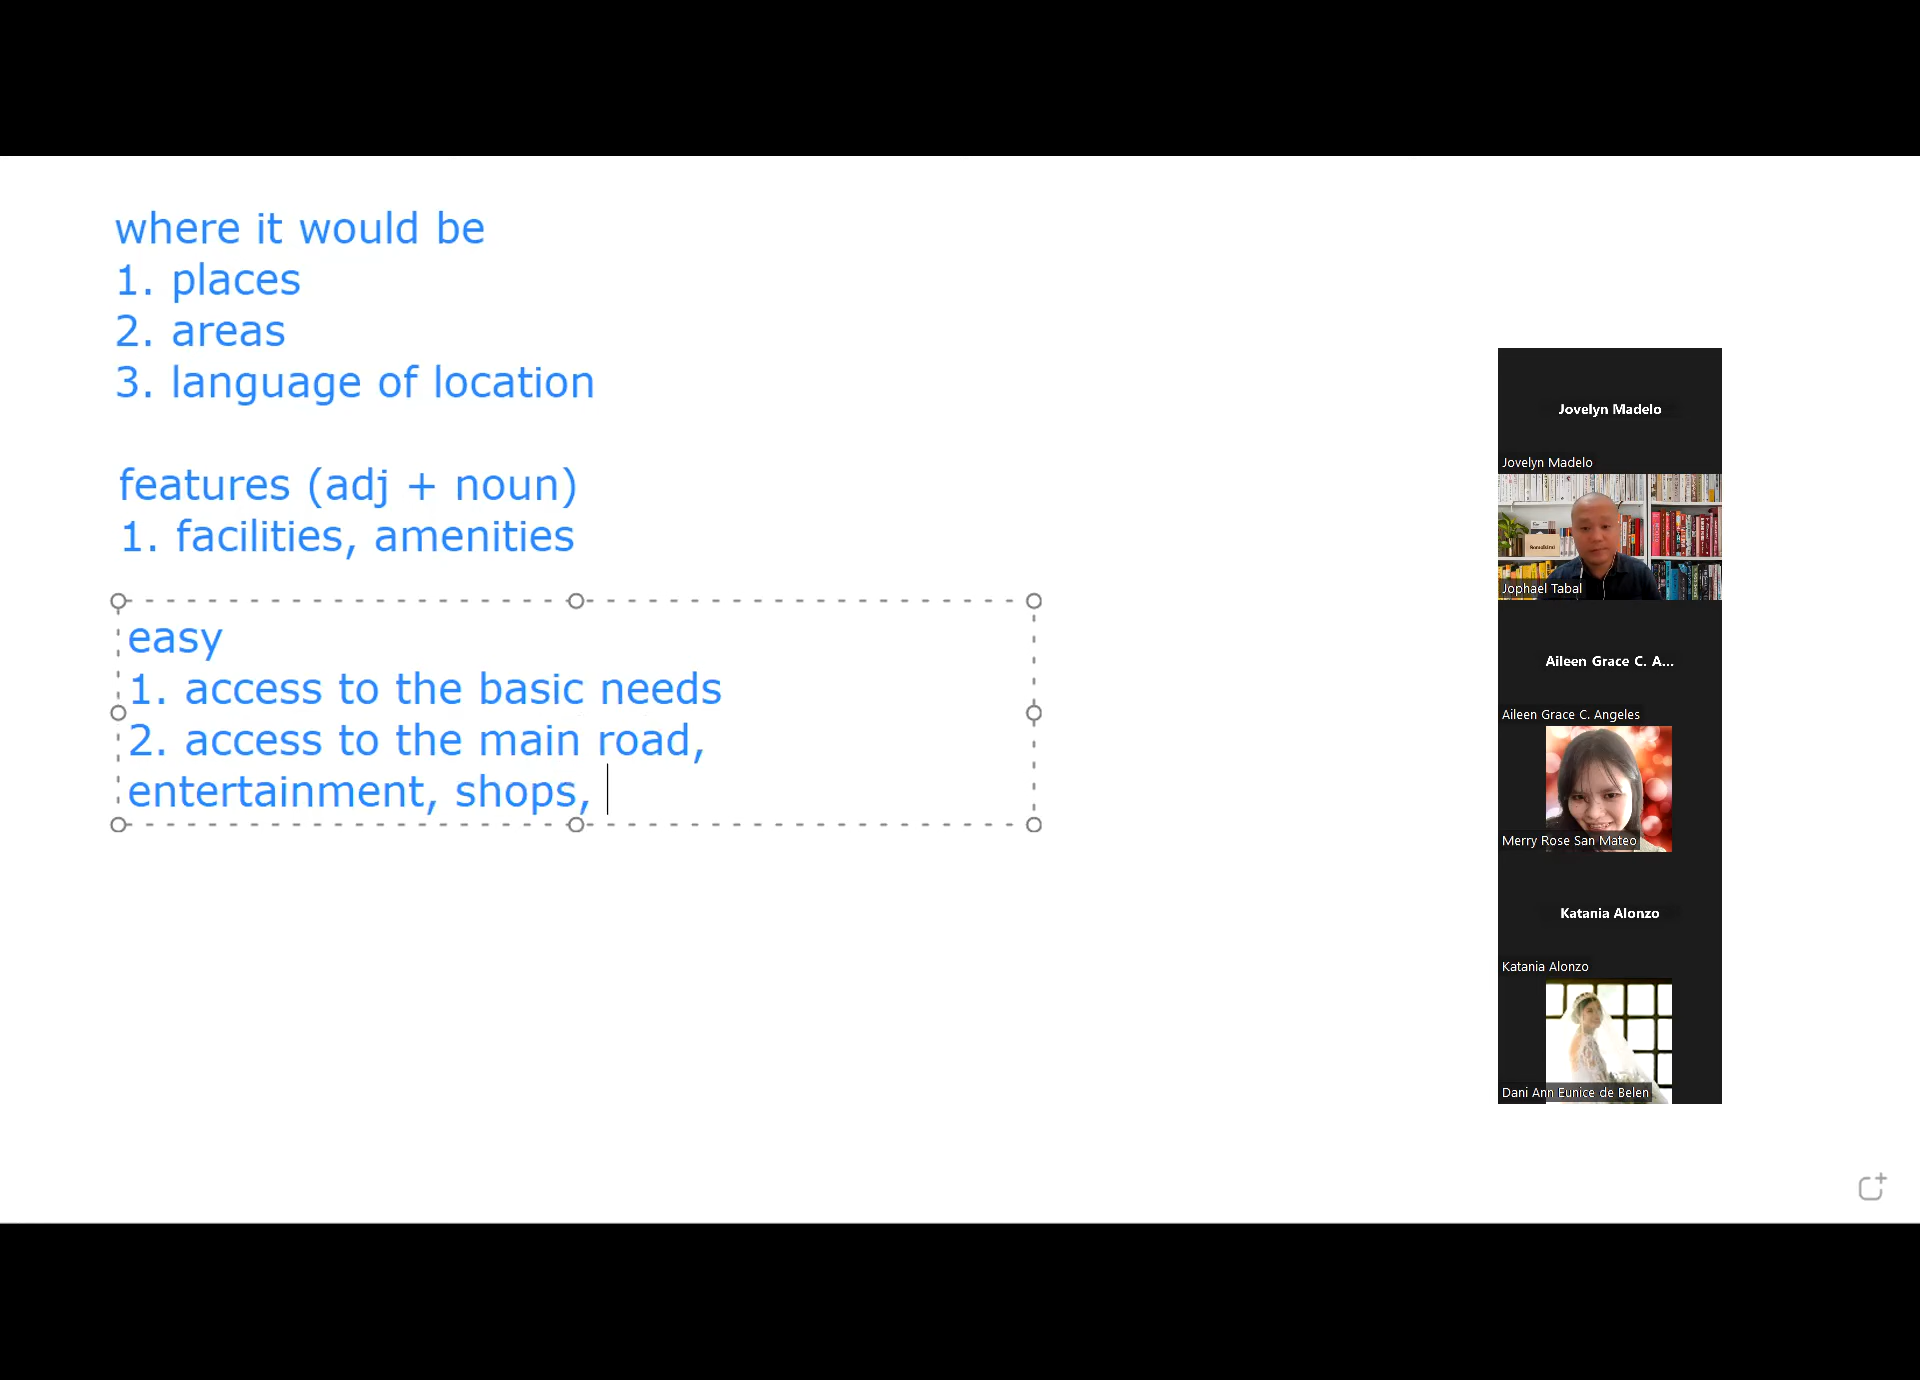 where it would be
1. places
2. areas
3. language of location
features (adj + noun)
1. facilities, amenities
easy
1. access to the basic needs
2. access to the main road,
entertainment, shops,
Jovelyn Madelo
Jovelyn Madelo
Jophael Tabal
Aileen Grace C. A...
Aileen Grace C. Angeles
Merry Rose San Mateo
Katania Alonzo
Katania Alonzo
Dani Ann Eunice de Belen